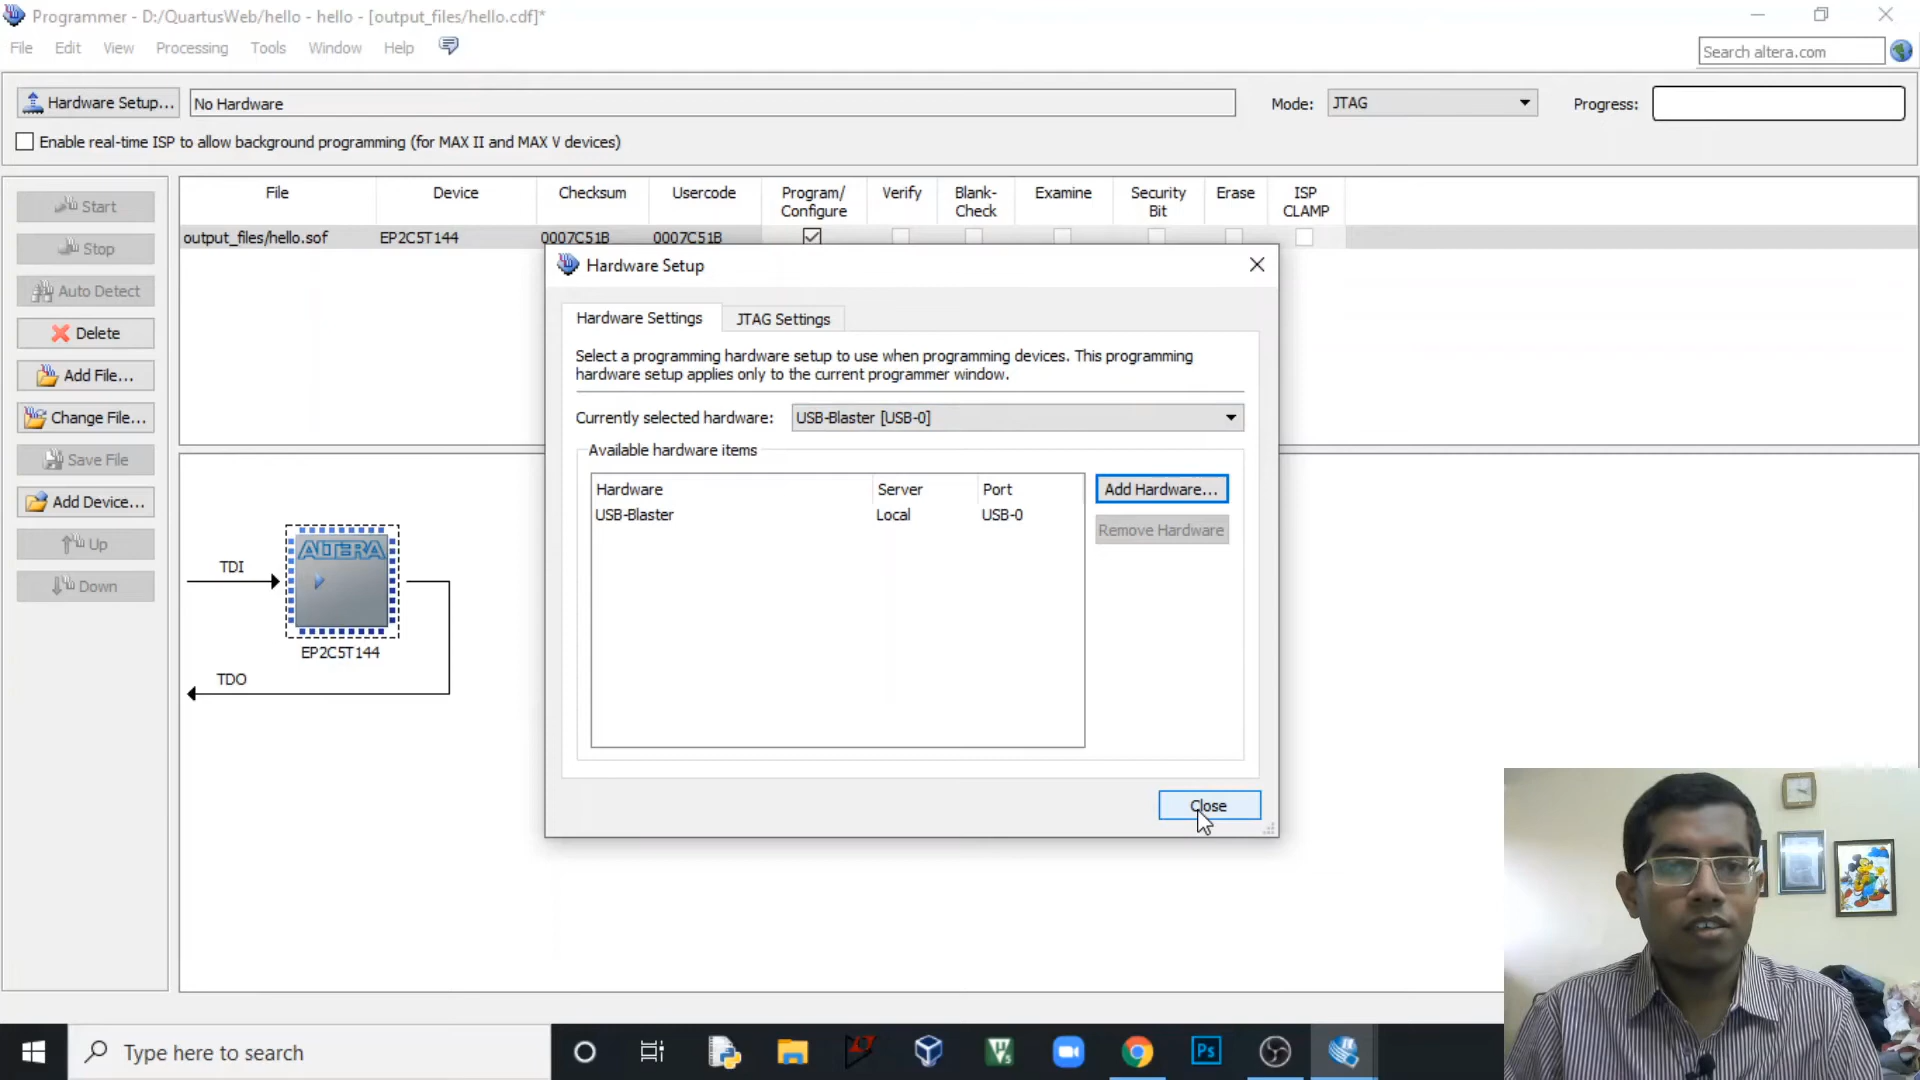 Programmer - D:/QuartusWeb/hello - hello - [output_files/hello.cdf]*
File Edit View Processing Tools Window Help
Search altera.com
Hardware Setup... No Hardware Mode: JTAG Progress:
Enable real-time ISP to allow background programming (for MAX II and MAX V devices)
Start
Stop
Auto Detect
Delete
Add File...
Change File...
Save File
Add Device...
Up
Down
File Device Checksum Usercode Program/ Configure Verify Blank- Check Examine Security Bit Erase ISP CLAMP
output_files/hello.sof EP2C5T144 0007C51B 0007C51B
Hardware Setup
Hardware Settings JTAG Settings
Select a programming hardware setup to use when programming devices. This programming
hardware setup applies only to the current programmer window.
Currently selected hardware: USB-Blaster [USB-0]
Available hardware items
Hardware Server Port
USB-Blaster Local USB-0
Add Hardware...
Remove Hardware
Close
TDI
ALTERA
EP2C5T144
TDO
Type here to search
Ps